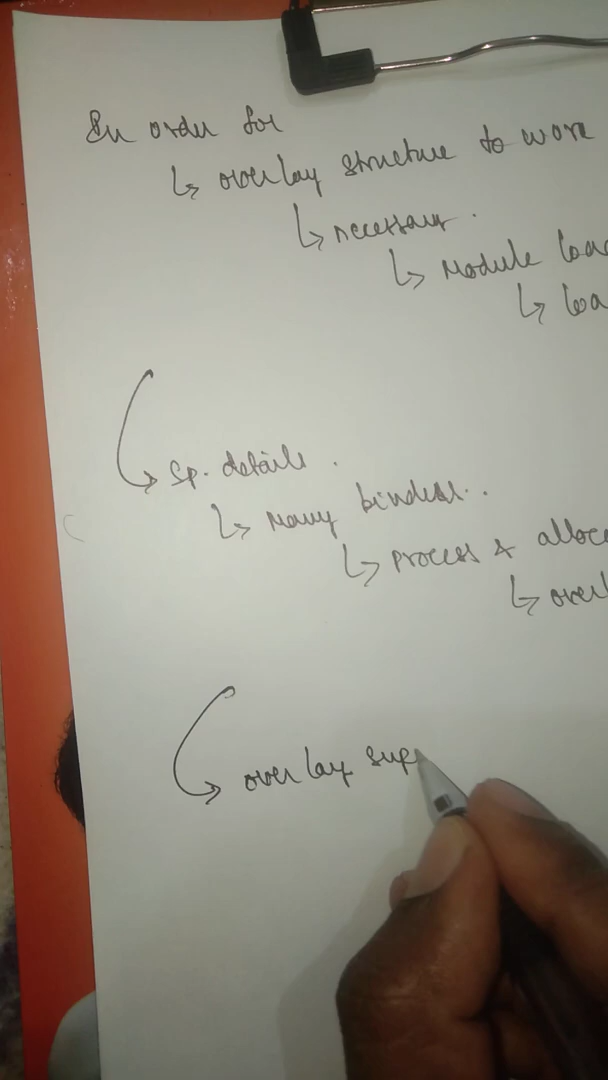 In order for
↳ overlay structure to work
↳ necessary.
↳ Module loa
↳ loa
↳ sp. details.
↳ Many binders..
↳ process & alloc
↳ overl
↳ overlay sup